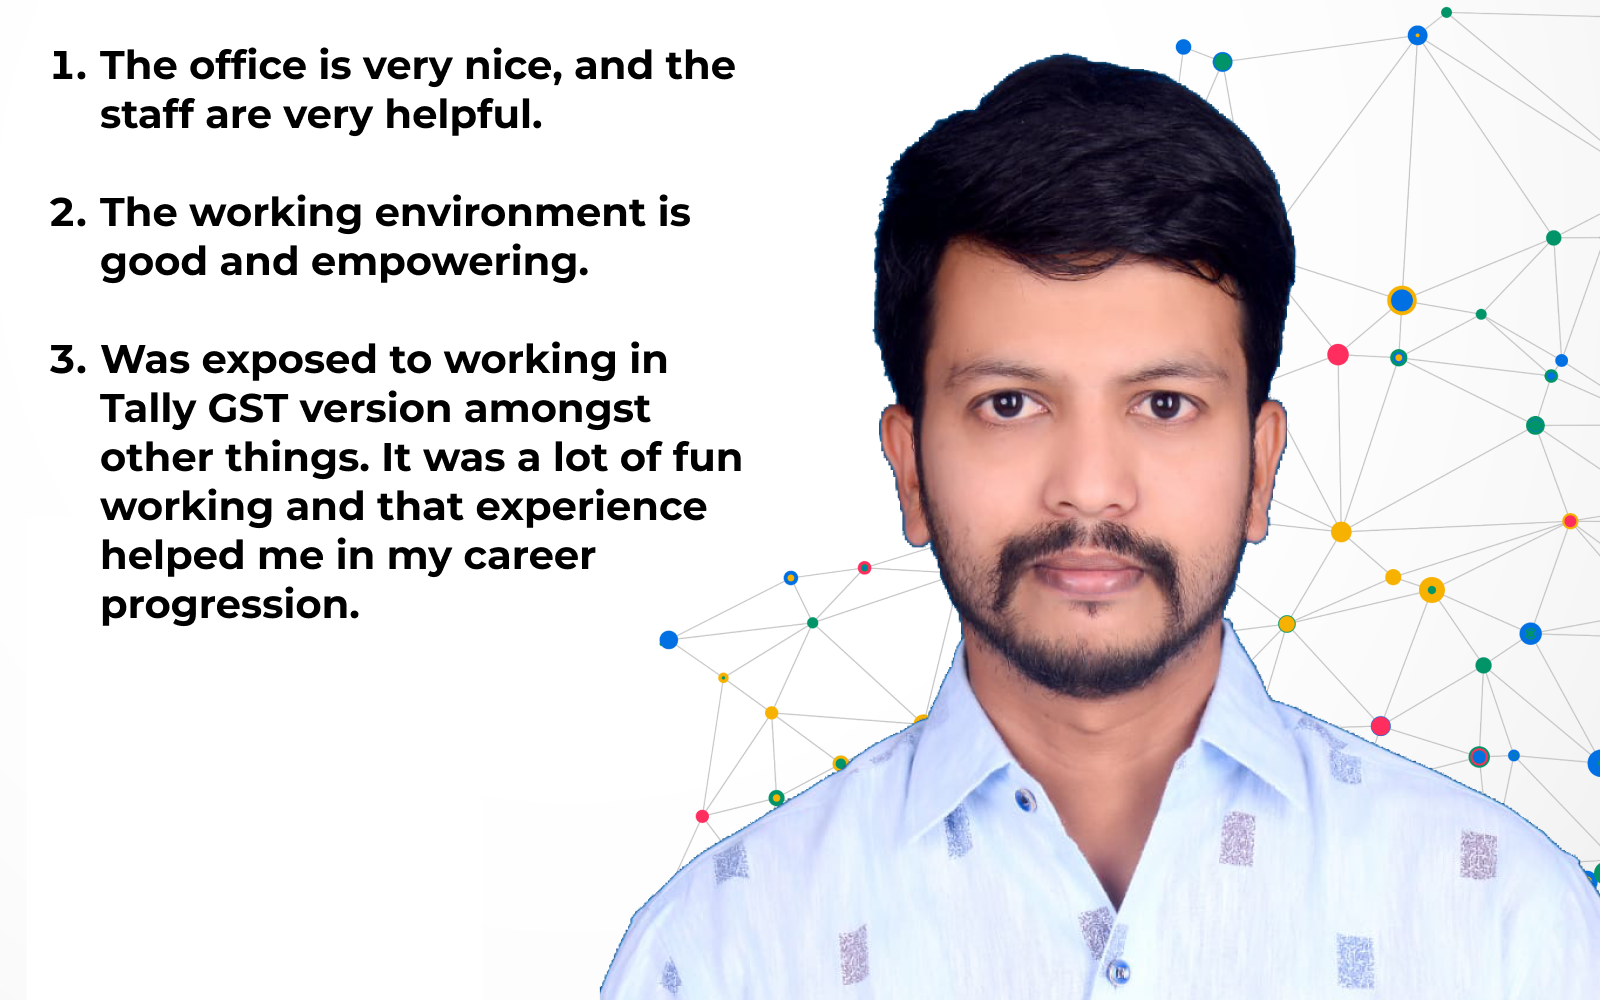 1. The office is very nice, and the
staff are very helpful.
2. The working environment is
good and empowering.
3. Was exposed to working in
Tally GST version amongst
other things. It was a lot of fun
working and that experience
helped me in my career
progression.